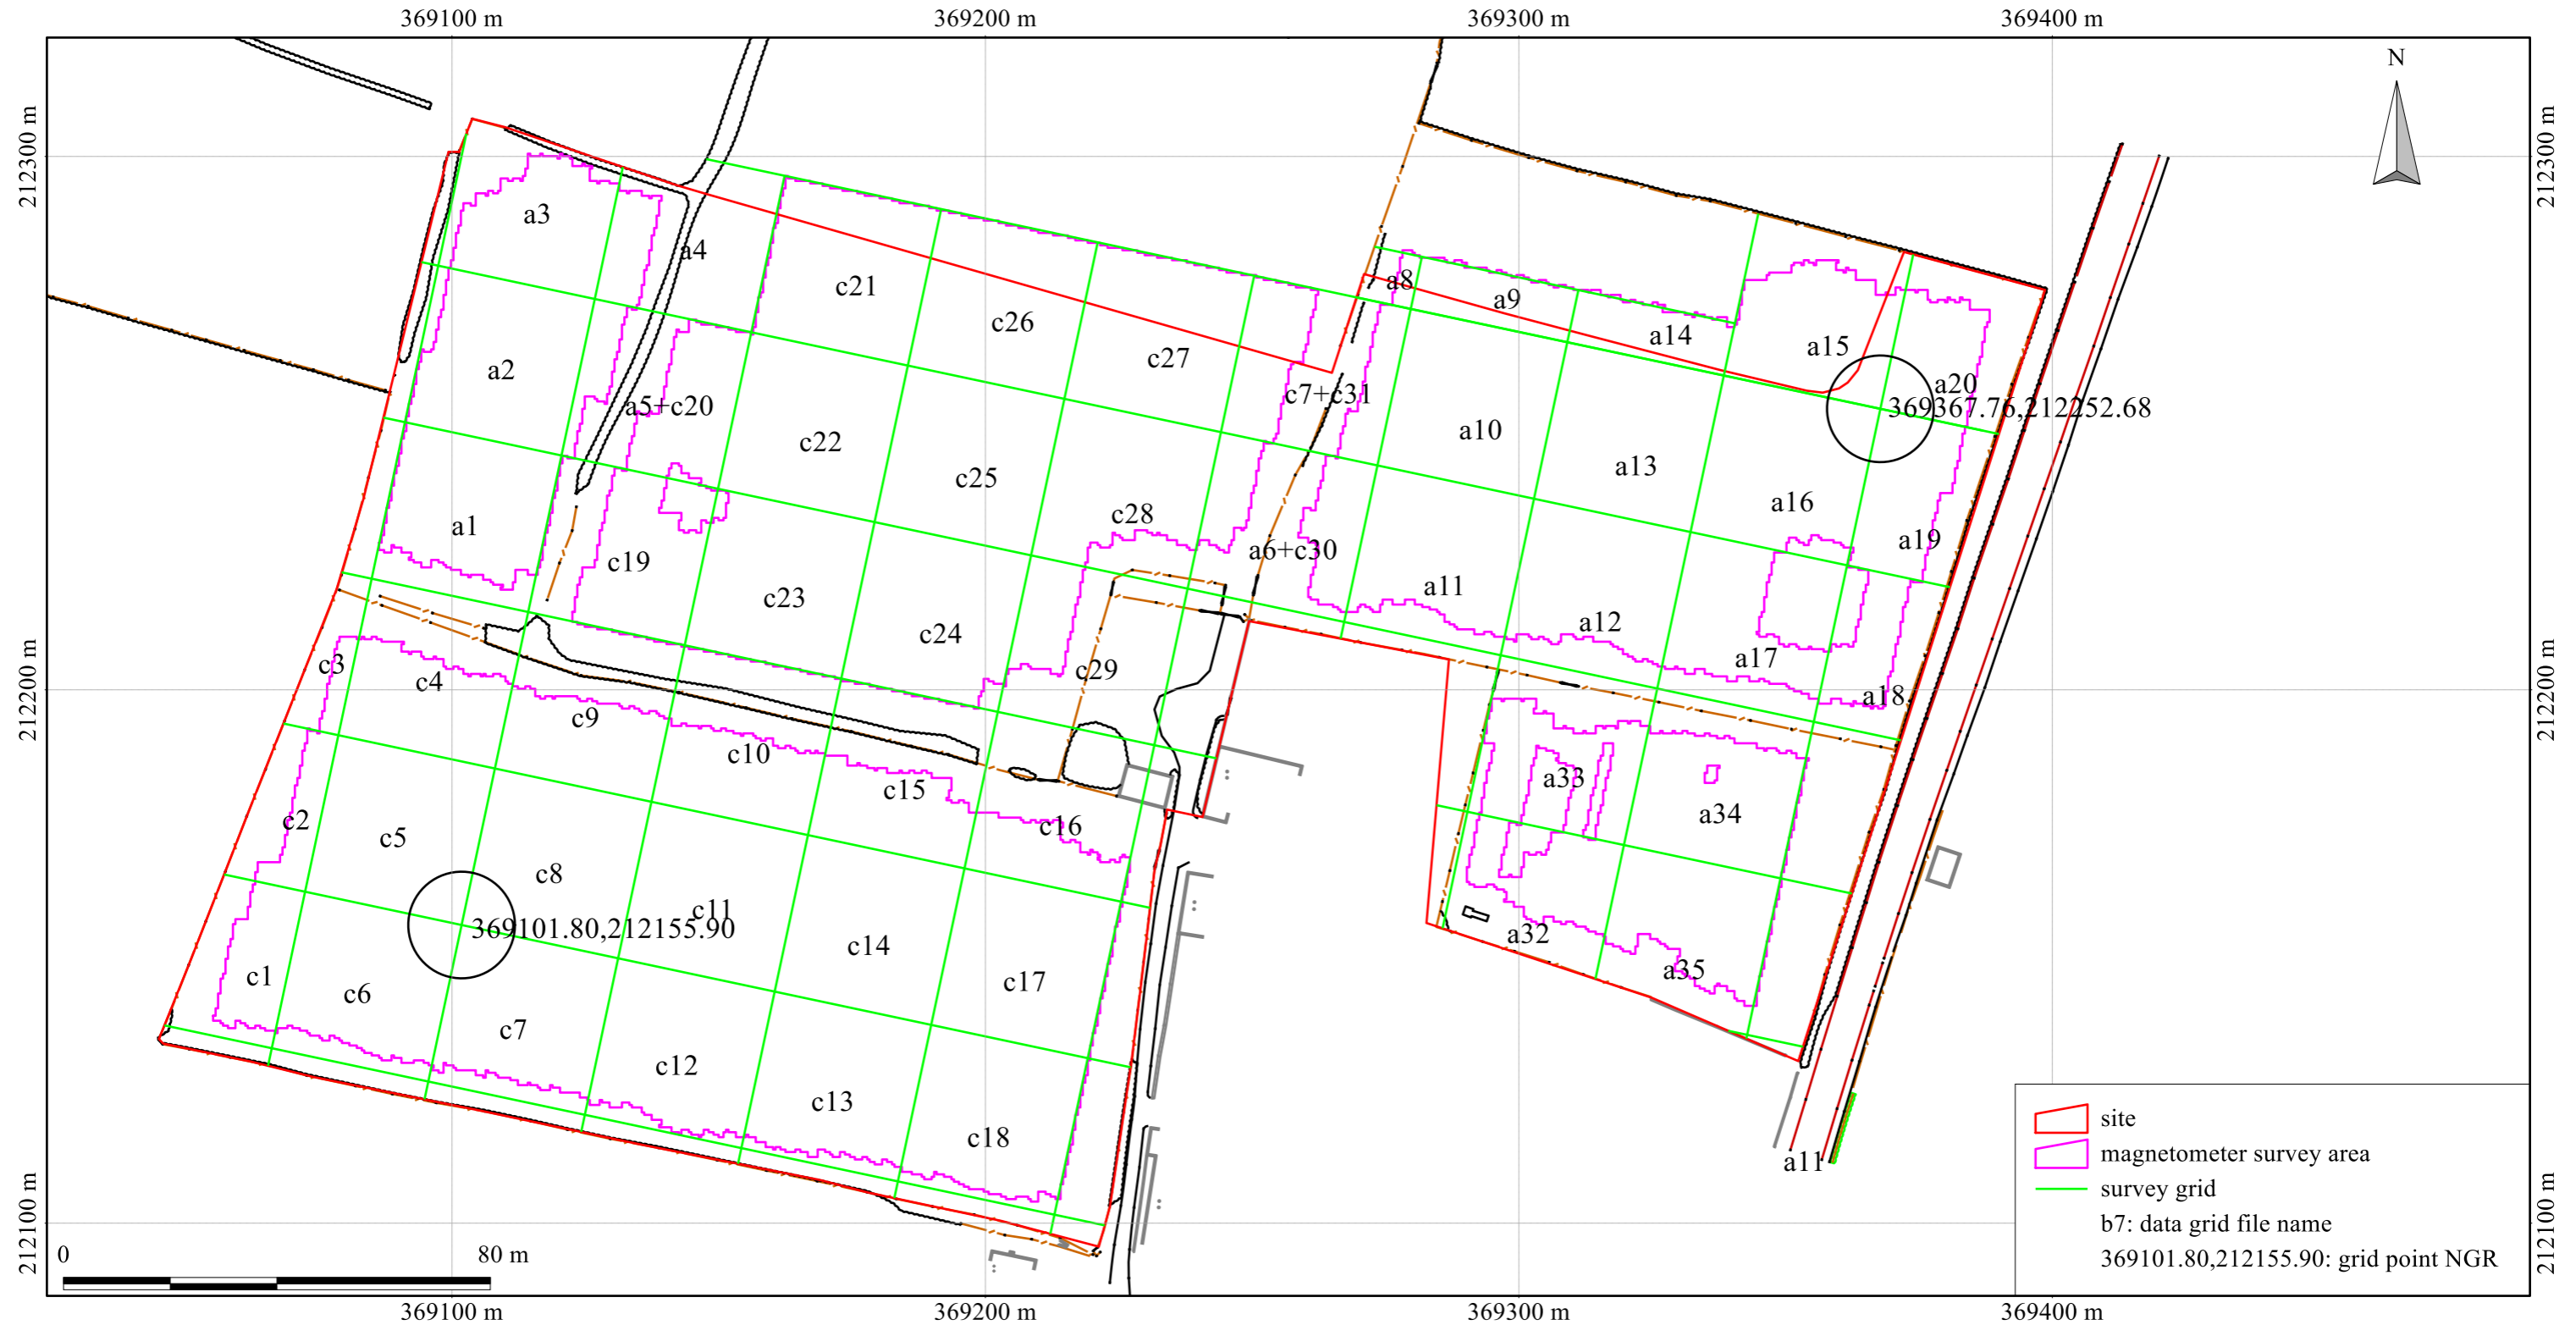 369100 m
369200 m
369300 m
369400 m
N
212300 m
212300 m
a3
a4
c21
a8
a9
c26
a14
a15
c27
a2
a20
c7+c31
a5+c20
369367.76,212252.68
a10
c22
a13
c25
a16
c28
a1
a19
a6+c30
c19
a11
c23
a12
c24
212200 m
212200 m
a17
c3
c29
c4
a18
c9
c10
a33
c15
a34
c2
c16
c5
c8
c11
369101.80,212155.90
a32
c14
a35
c1
c17
c6
c7
c12
c13
c18
a11
212100 m
212100 m
site
magnetometer survey area
survey grid
b7: data grid file name
369101.80,212155.90: grid point NGR
0
80 m
369100 m
369200 m
369300 m
369400 m